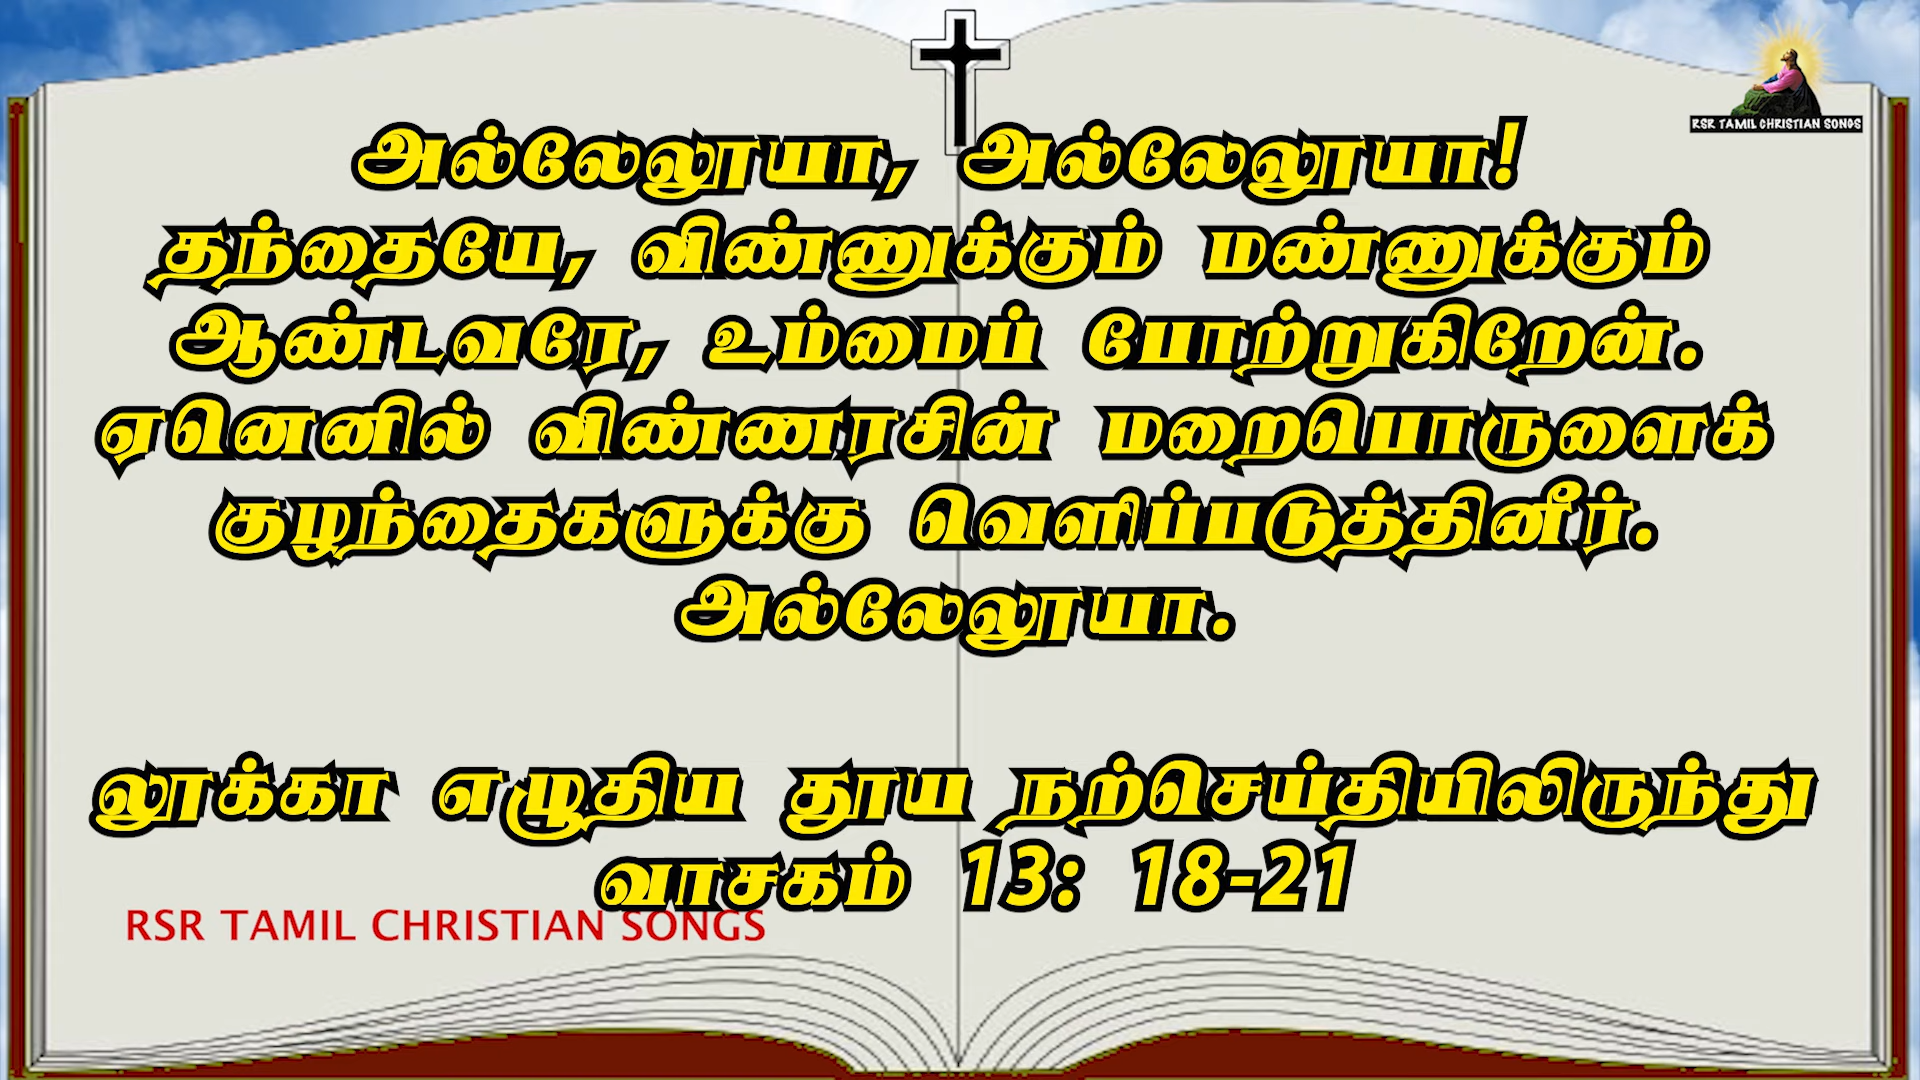 RSR TAMIL CHRISTIAN SONGS
அல்லேலூயா, அல்லேலூயா!
தந்தையே, விண்ணுக்கும் மண்ணுக்கும்
ஆண்டவரே, உம்மைப் போற்றுகிறேன்.
ஏனெனில் விண்ணரசின் மறைபொருளைக்
குழந்தைகளுக்கு வெளிப்படுத்தினீர்.
அல்லேலூயா.
லூக்கா எழுதிய தூய நற்செய்தியிலிருந்து
வாசகம் 13: 18-21
RSR TAMIL CHRISTIAN SONGS